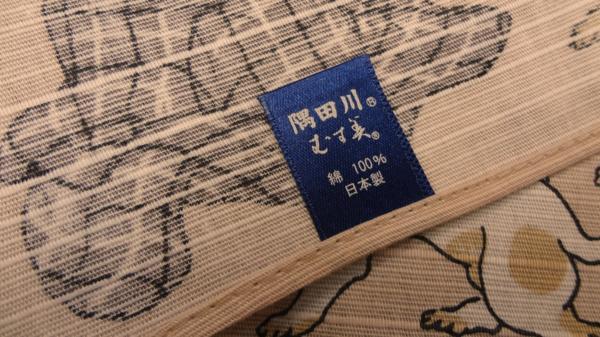 隅田川®
むす美®
綿 100%
日本製